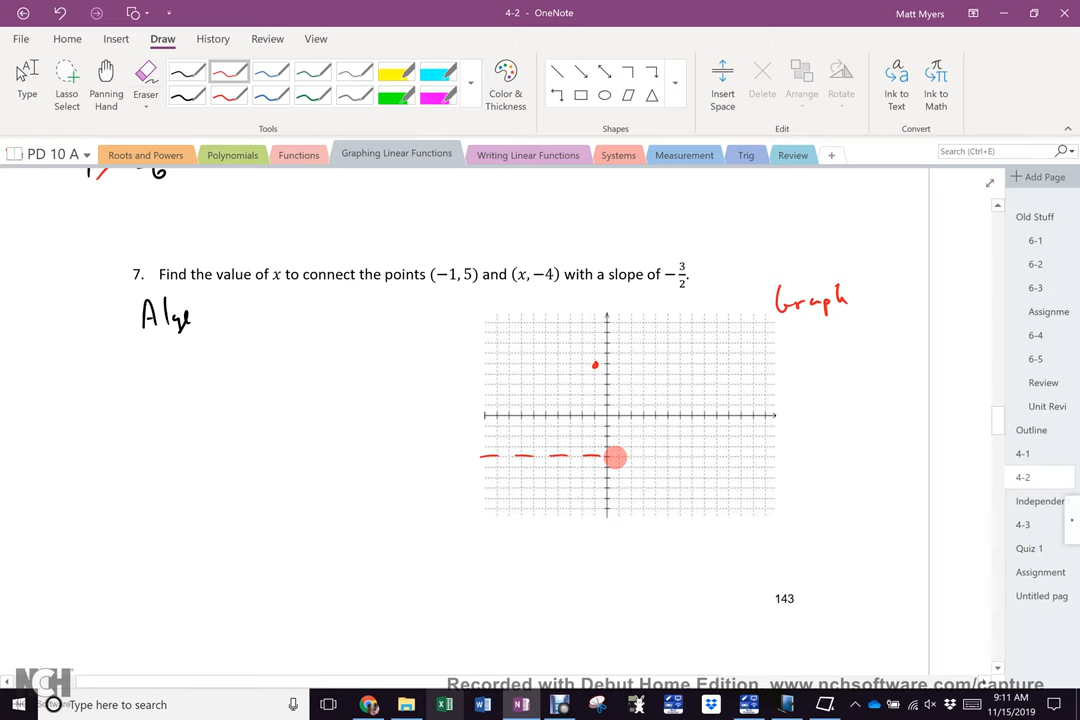 4-2 - OneNote
Matt Myers
File Home Insert Draw History Review View
Type Lasso Select Panning Hand Eraser Color & Thickness Insert Space Delete Arrange Rotate Ink to Text Ink to Math
Tools Shapes Edit Convert
PD 10 A Roots and Powers Polynomials Functions Graphing Linear Functions Writing Linear Functions Systems Measurement Trig Review Search (Ctrl+E)
Add Page
Old Stuff
6-1
6-2
6-3
Assignme
6-4
6-5
Review
Unit Revi
Outline
4-1
4-2
Independen
4-3
Quiz 1
Assignment
Untitled pag
-6
7. Find the value of x to connect the points (−1, 5) and (x, −4) with a slope of −3/2.
Alge
Graph
143
NCH
Software
Recorded with Debut Home Edition www.nchsoftware.com/capture
Type here to search
9:11 AM
11/15/2019